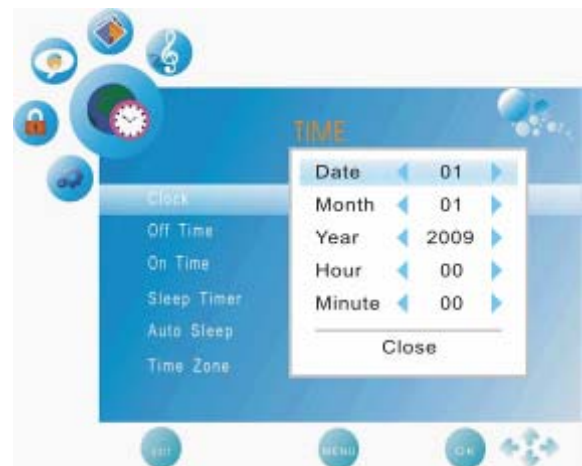 TIME
Clock
Off Time
On Time
Sleep Timer
Auto Sleep
Time Zone
Date 01
Month 01
Year 2009
Hour 00
Minute 00
Close
EXIT
MENU
OK